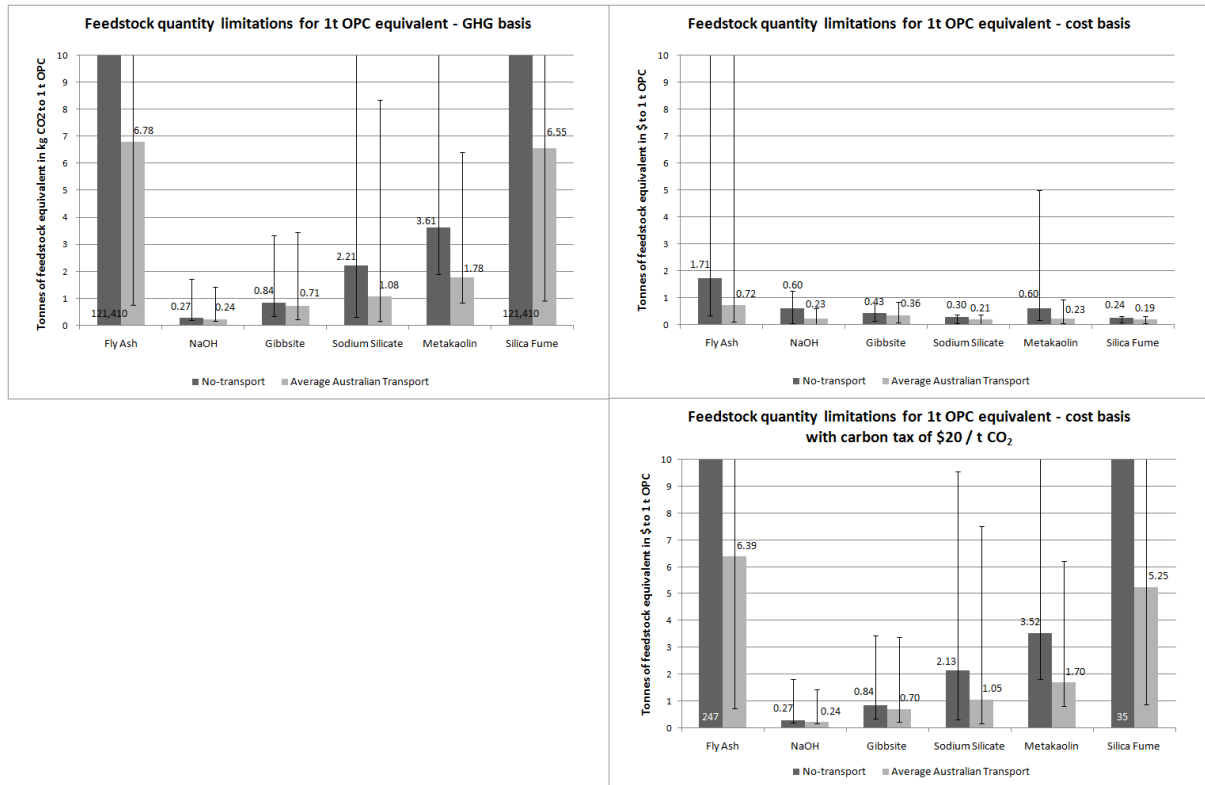 Feedstock quantity limitations for 1t OPC equivalent - GHG basis
Tonnes of feedstock equivalent in kg CO2 to 1 t OPC
10
9
8
7
6
5
4
3
2
1
0
121,410
6.78
0.27
0.24
0.84
0.71
2.21
1.08
3.61
1.78
121,410
6.55
Fly Ash
NaOH
Gibbsite
Sodium Silicate
Metakaolin
Silica Fume
No-transport
Average Australian Transport
Feedstock quantity limitations for 1t OPC equivalent - cost basis
Tonnes of feedstock equivalent in $ to 1 t OPC
10
9
8
7
6
5
4
3
2
1
0
1.71
0.72
0.60
0.23
0.43
0.36
0.30
0.21
0.60
0.23
0.24
0.19
Fly Ash
NaOH
Gibbsite
Sodium Silicate
Metakaolin
Silica Fume
No-transport
Average Australian Transport
Feedstock quantity limitations for 1t OPC equivalent - cost basis
with carbon tax of $20 / t CO₂
Tonnes of feedstock equivalent in $ to 1 t OPC
10
9
8
7
6
5
4
3
2
1
0
247
6.39
0.27
0.24
0.84
0.70
2.13
1.05
3.52
1.70
35
5.25
Fly Ash
NaOH
Gibbsite
Sodium Silicate
Metakaolin
Silica Fume
No-transport
Average Australian Transport